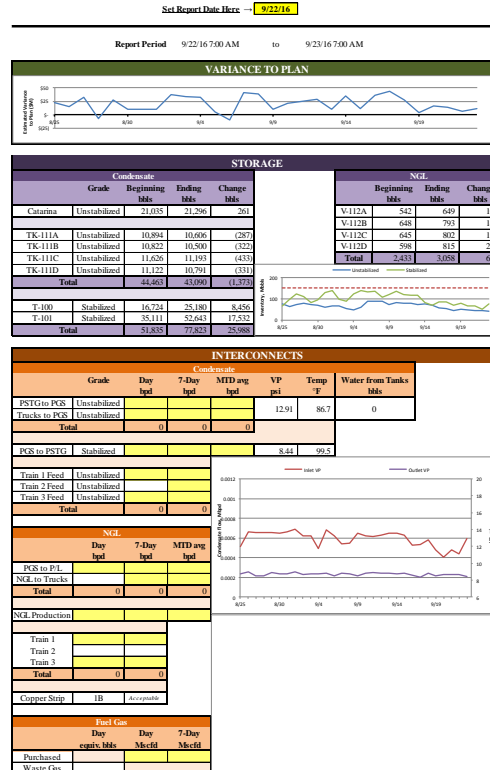 Set Report Date Here → 9/22/16
Report Period 9/22/16 7:00 AM to 9/23/16 7:00 AM
VARIANCE TO PLAN
Estimated Variance to Plan ($M)
$50
$25
$-
$(25)
8/25 8/30 9/4 9/9 9/14 9/19
STORAGE
Condensate
Grade Beginning bbls Ending bbls Change bbls
Catarina Unstabilized 21,035 21,296 261
TK-111A Unstabilized 10,894 10,606 (287)
TK-111B Unstabilized 10,822 10,500 (322)
TK-111C Unstabilized 11,626 11,193 (433)
TK-111D Unstabilized 11,122 10,791 (331)
Total 44,463 43,090 (1,373)
T-100 Stabilized 16,724 25,180 8,456
T-101 Stabilized 35,111 52,643 17,532
Total 51,835 77,823 25,988
NGL
Beginning bbls Ending bbls
V-112A 542 649
V-112B 648 793
V-112C 645 802
V-112D 598 815
Total 2,433 3,058
Unstabilized Stabilized
Inventory, Mbbls
200
100
0
8/25 8/30 9/4 9/9 9/14 9/19
INTERCONNECTS
Condensate
Grade Day bpd 7-Day bpd MTD avg bpd VP psi Temp °F Water from Tanks bbls
PSTG to PGS Unstabilized
Trucks to PGS Unstabilized
12.91 86.7 0
Total 0 0 0
PGS to PSTG Stabilized 8.44 99.5
Train 1 Feed Unstabilized
Train 2 Feed Unstabilized
Train 3 Feed Unstabilized
Total 0 0
Inlet VP Outlet VP
0.0012
0.001
0.0008
0.0006
0.0004
0.0002
0
20
18
16
14
12
10
8
6
8/25 8/30 9/4 9/9 9/14 9/19
NGL
Day bpd 7-Day bpd MTD avg bpd
PGS to P/L
NGL to Trucks
Total 0 0 0
NGL Production
Train 1
Train 2
Train 3
Total 0 0
Copper Strip 1B Acceptable
Fuel Gas
Day equiv. bbls Day Mscfd 7-Day Mscfd
Purchased
Waste Gas